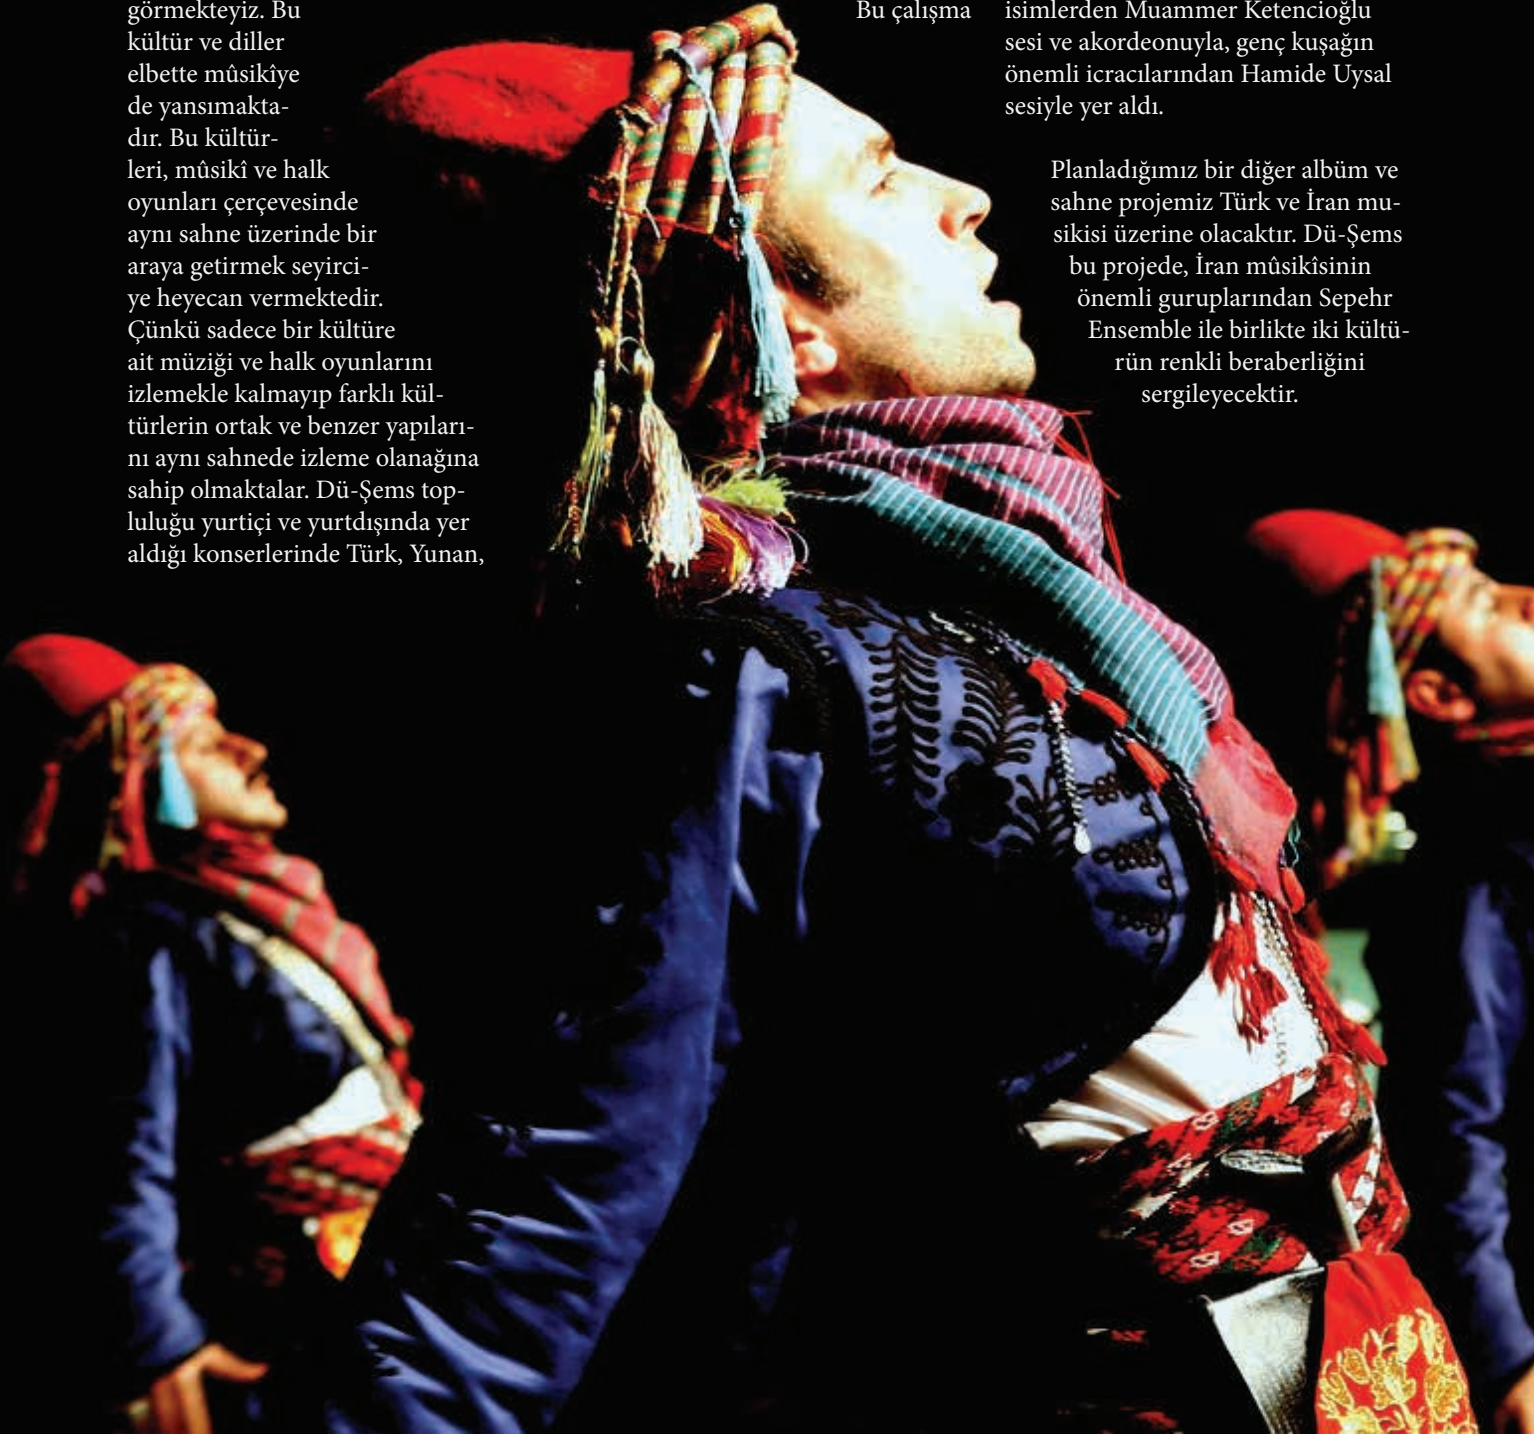 görmekteyiz. Bu
kültür ve diller
elbette mûsikîye
de yansımakta-
dır. Bu kültür-
leri, mûsikî ve halk
oyunları çerçevesinde
aynı sahne üzerinde bir
araya getirmek seyirci-
ye heyecan vermektedir.
Çünkü sadece bir kültüre
ait müziği ve halk oyunlarını
izlemekle kalmayıp farklı kül-
türlerin ortak ve benzer yapıları-
nı aynı sahnede izleme olanağına
sahip olmaktalar. Dü-Şems top-
luluğu yurtiçi ve yurtdışında yer
aldığı konserlerinde Türk, Yunan,
Bu çalışma
isimlerden Muammer Ketencioğlu
sesi ve akordeonuyla, genç kuşağın
önemli icracılarından Hamide Uysal
sesiyle yer aldı.
Planladığımız bir diğer albüm ve
sahne projemiz Türk ve İran mu-
sikisi üzerine olacaktır. Dü-Şems
bu projede, İran mûsikîsinin
önemli guruplarından Sepehr
Ensemble ile birlikte iki kültü-
rün renkli beraberliğini
sergileyecektir.